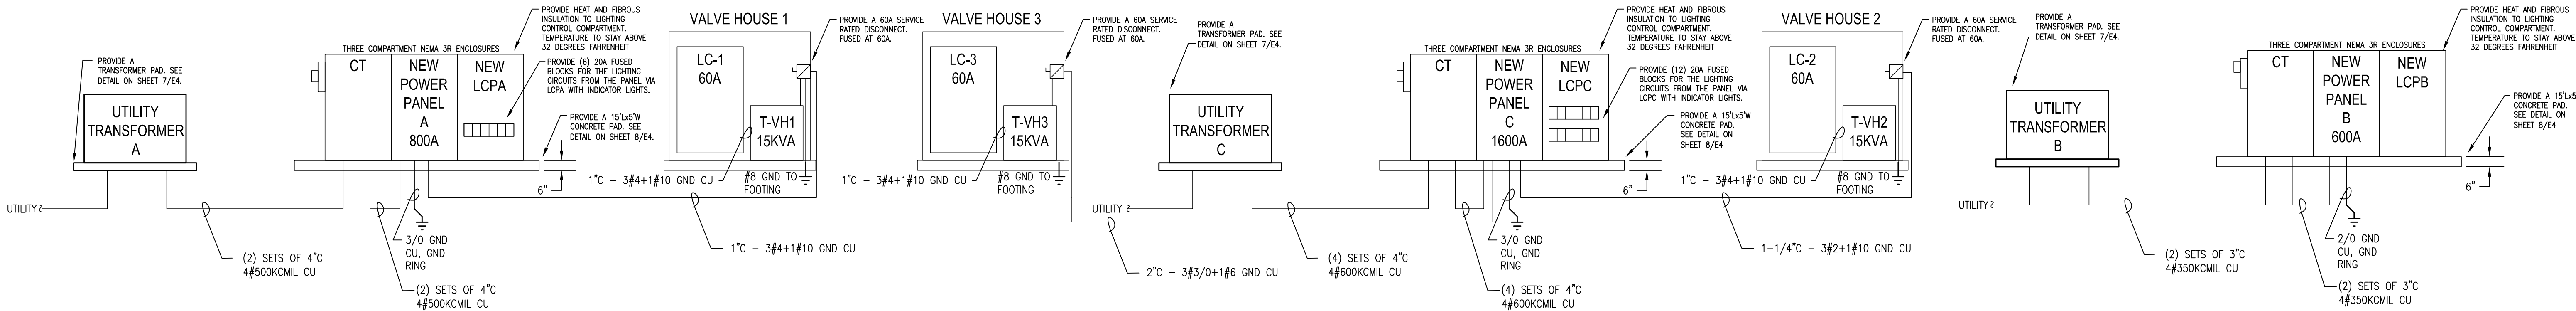 PROVIDE A
TRANSFORMER PAD. SEE
DETAIL ON SHEET 7/E4.
UTILITY
TRANSFORMER
A
UTILITY
(2) SETS OF 4"C
4#500KCMIL CU
THREE COMPARTMENT NEMA 3R ENCLOSURES
CT
NEW
POWER
PANEL
A
800A
NEW
LCPA
PROVIDE HEAT AND FIBROUS
INSULATION TO LIGHTING
CONTROL COMPARTMENT.
TEMPERATURE TO STAY ABOVE
32 DEGREES FAHRENHEIT
PROVIDE (6) 20A FUSED
BLOCKS FOR THE LIGHTING
CIRCUITS FROM THE PANEL VIA
LCPA WITH INDICATOR LIGHTS.
PROVIDE A 15'Lx5'W
CONCRETE PAD. SEE
DETAIL ON SHEET 8/E4.
6"
3/0 GND
CU, GND
RING
(2) SETS OF 4"C
4#500KCMIL CU
VALVE HOUSE 1
LC-1
60A
T-VH1
15KVA
PROVIDE A 60A SERVICE
RATED DISCONNECT.
FUSED AT 60A.
1"C - 3#4+1#10 GND CU
#8 GND TO
FOOTING
1"C - 3#4+1#10 GND CU
VALVE HOUSE 3
LC-3
60A
T-VH3
15KVA
PROVIDE A 60A SERVICE
RATED DISCONNECT.
FUSED AT 60A.
1"C - 3#4+1#10 GND CU
#8 GND TO
FOOTING
2"C - 3#3/0+1#6 GND CU
PROVIDE A
TRANSFORMER PAD. SEE
DETAIL ON SHEET 7/E4.
UTILITY
TRANSFORMER
C
UTILITY
(4) SETS OF 4"C
4#600KCMIL CU
THREE COMPARTMENT NEMA 3R ENCLOSURES
CT
NEW
POWER
PANEL
C
1600A
NEW
LCPC
PROVIDE HEAT AND FIBROUS
INSULATION TO LIGHTING
CONTROL COMPARTMENT.
TEMPERATURE TO STAY ABOVE
32 DEGREES FAHRENHEIT
PROVIDE (12) 20A FUSED
BLOCKS FOR THE LIGHTING
CIRCUITS FROM THE PANEL VIA
LCPC WITH INDICATOR LIGHTS.
PROVIDE A 15'Lx5'W
CONCRETE PAD.
SEE DETAIL ON
SHEET 8/E4
6"
3/0 GND
CU, GND
RING
(4) SETS OF 4"C
4#600KCMIL CU
VALVE HOUSE 2
LC-2
60A
T-VH2
15KVA
PROVIDE A 60A SERVICE
RATED DISCONNECT.
FUSED AT 60A.
1"C - 3#4+1#10 GND CU
#8 GND TO
FOOTING
1-1/4"C - 3#2+1#10 GND CU
PROVIDE A
TRANSFORMER PAD. SEE
DETAIL ON SHEET 7/E4.
UTILITY
TRANSFORMER
B
UTILITY
(2) SETS OF 3"C
4#350KCMIL CU
THREE COMPARTMENT NEMA 3R ENCLOSURES
CT
NEW
POWER
PANEL
B
600A
NEW
LCPB
PROVIDE HEAT AND FIBROUS
INSULATION TO LIGHTING
CONTROL COMPARTMENT.
TEMPERATURE TO STAY ABOVE
32 DEGREES FAHRENHEIT
PROVIDE A 15'Lx5
CONCRETE PAD.
SEE DETAIL ON
SHEET 8/E4
6"
2/0 GND
CU, GND
RING
(2) SETS OF 3"C
4#350KCMIL CU